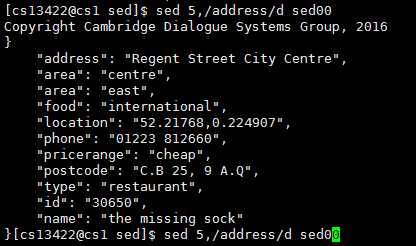 [cs13422@cs1 sed]$ sed 5,/address/d sed00
Copyright Cambridge Dialogue Systems Group, 2016
}
    "address": "Regent Street City Centre",
    "area": "centre",
    "area": "east",
    "food": "international",
    "location": "52.21768,0.224907",
    "phone": "01223 812660",
    "pricerange": "cheap",
    "postcode": "C.B 25, 9 A.Q",
    "type": "restaurant",
    "id": "30650",
    "name": "the missing sock"
}[cs13422@cs1 sed]$ sed 5,/address/d sed00